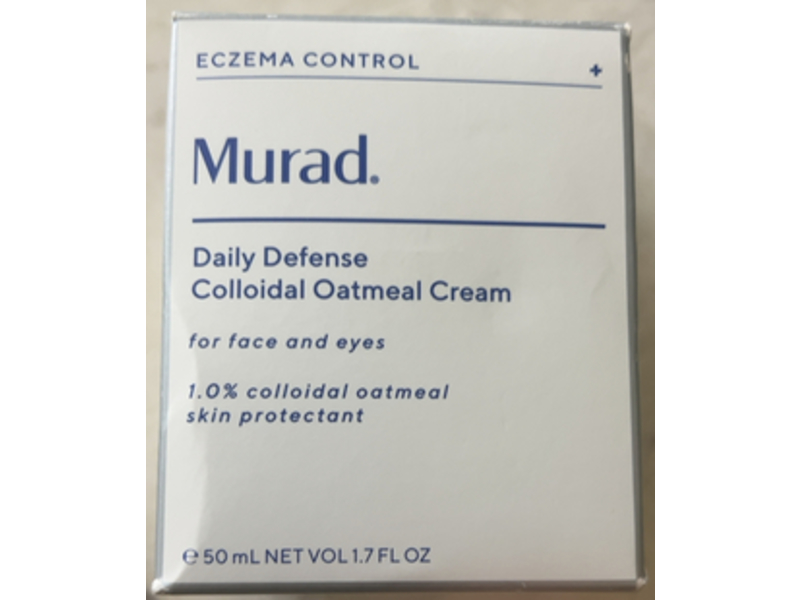 ECZEMA CONTROL
+
Murad.
Daily Defense
Colloidal Oatmeal Cream
for face and eyes
1.0% colloidal oatmeal
skin protectant
℮ 50 mL NET VOL 1.7 FL OZ